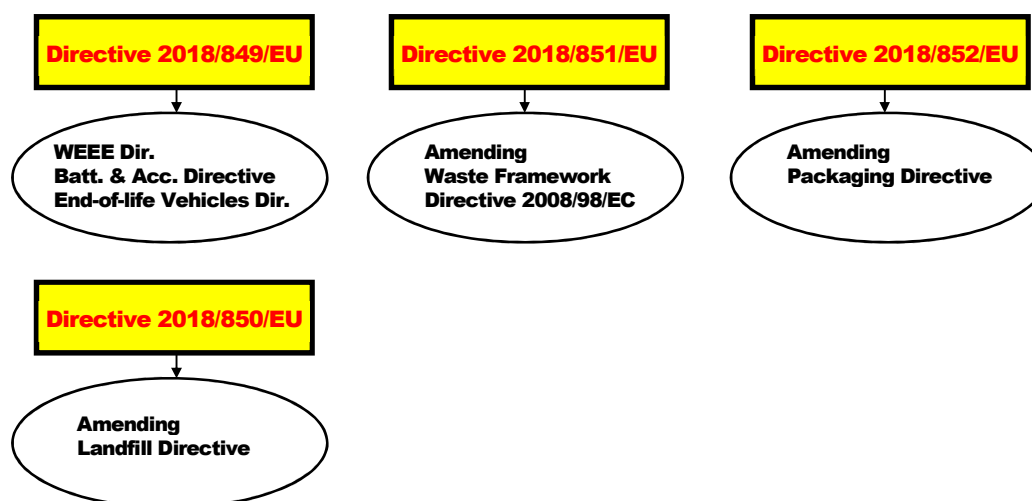 Directive 2018/849/EU
WEEE Dir.
Batt. & Acc. Directive
End-of-life Vehicles Dir.
Directive 2018/851/EU
Amending
Waste Framework
Directive 2008/98/EC
Directive 2018/852/EU
Amending
Packaging Directive
Directive 2018/850/EU
Amending
Landfill Directive